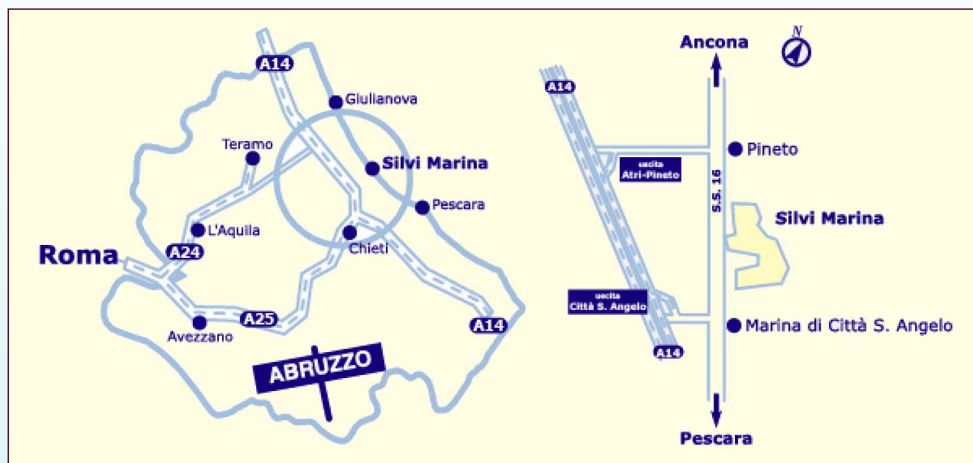 A14
Giulianova
Teramo
Silvi Marina
Pescara
L'Aquila
Chieti
A24
Roma
A25
A14
Avezzano
ABRUZZO
N
Ancona
A14
Pineto
uscita
Atri-Pineto
S.S. 16
Silvi Marina
uscita
Città S. Angelo
Marina di Città S. Angelo
A14
Pescara